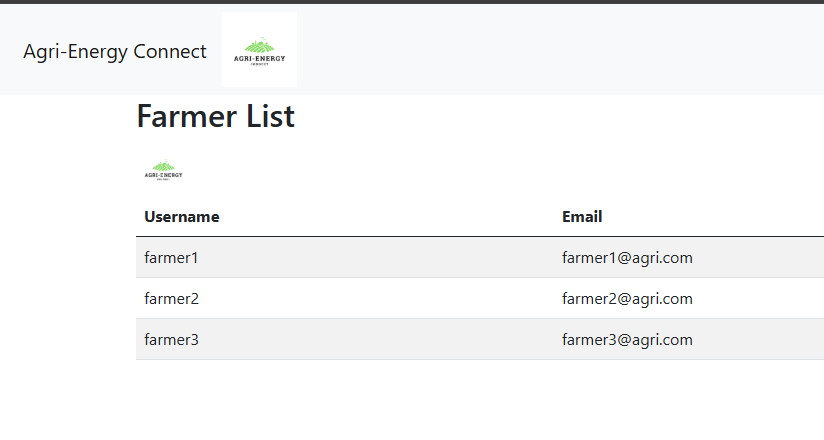 Agri-Energy Connect
AGRI-ENERGY
CONNECT
Farmer List
AGRI-ENERGY
Username Email
farmer1 farmer1@agri.com
farmer2 farmer2@agri.com
farmer3 farmer3@agri.com